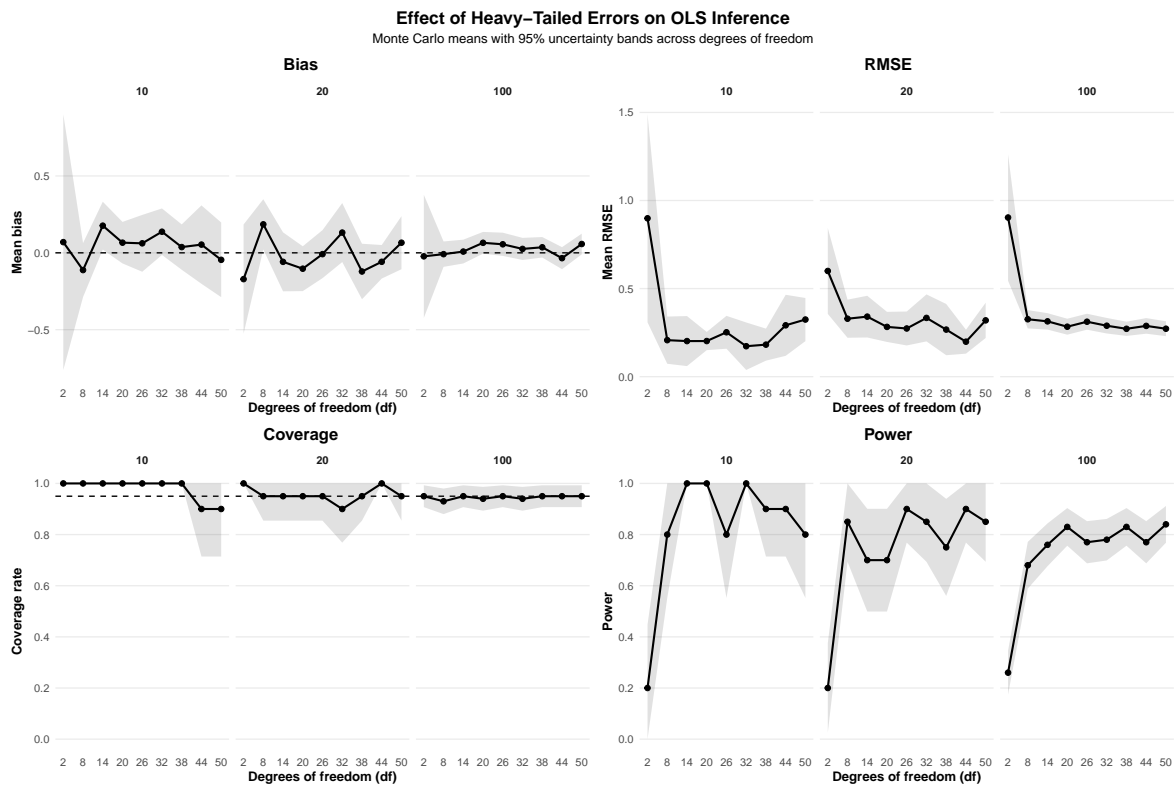 Effect of Heavy−Tailed Errors on OLS Inference
Monte Carlo means with 95% uncertainty bands across degrees of freedom
Bias
10 20 100
0.5
0.0
−0.5
Mean bias
2 8 14 20 26 32 38 44 50 2 8 14 20 26 32 38 44 50 2 8 14 20 26 32 38 44 50
Degrees of freedom (df)
RMSE
10 20 100
1.5
1.0
0.5
0.0
Mean RMSE
2 8 14 20 26 32 38 44 50 2 8 14 20 26 32 38 44 50 2 8 14 20 26 32 38 44 50
Degrees of freedom (df)
Coverage
10 20 100
1.0
0.8
0.6
0.4
0.2
0.0
Coverage rate
2 8 14 20 26 32 38 44 50 2 8 14 20 26 32 38 44 50 2 8 14 20 26 32 38 44 50
Degrees of freedom (df)
Power
10 20 100
1.0
0.8
0.6
0.4
0.2
0.0
Power
2 8 14 20 26 32 38 44 50 2 8 14 20 26 32 38 44 50 2 8 14 20 26 32 38 44 50
Degrees of freedom (df)